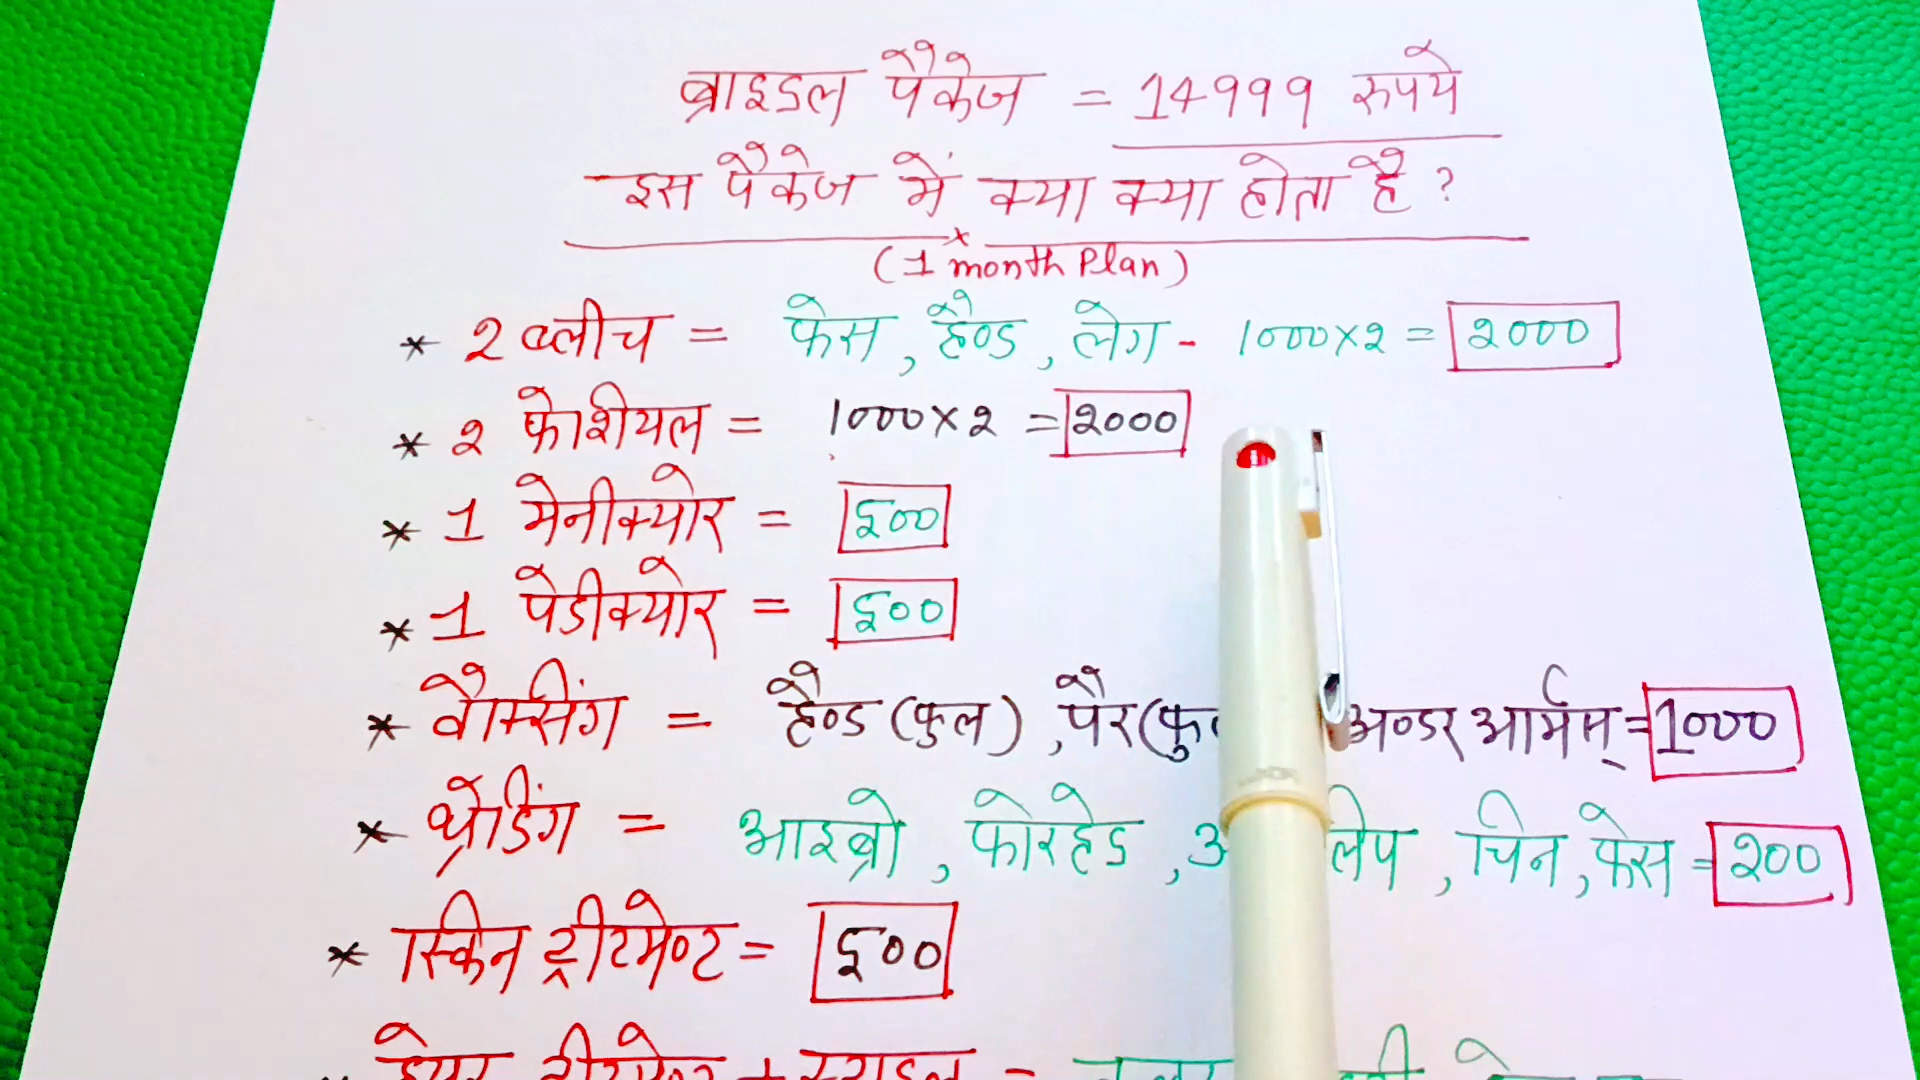 ब्राइडल पैकेज = 14999 रुपये
इस पैकेज में क्या क्या होता है ?
(1 month Plan)
* 2 ब्लीच = फेस, हैण्ड, लेग - 1000×2 = 2000
* 2 फेशियल = 1000×2 = 2000
* 1 मेनीक्योर = 500
* 1 पेडीक्योर = 500
* वैक्सिंग = हैण्ड (फुल), पैर (फु अण्डर आर्मस् = 1000
* थ्रेडिंग = आइब्रो, फोरहेड, लिप, चिन, फेस = 200
* स्किन ट्रीटमेण्ट = 500